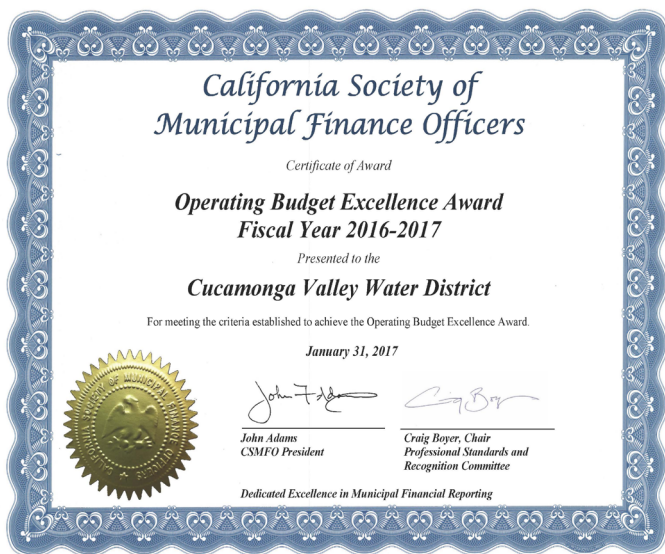 California Society of
Municipal Finance Officers
Certificate of Award
Operating Budget Excellence Award
Fiscal Year 2016-2017
Presented to the
Cucamonga Valley Water District
For meeting the criteria established to achieve the Operating Budget Excellence Award.
January 31, 2017
John Adams
CSMFO President
Craig Boyer, Chair
Professional Standards and
Recognition Committee
Dedicated Excellence in Municipal Financial Reporting